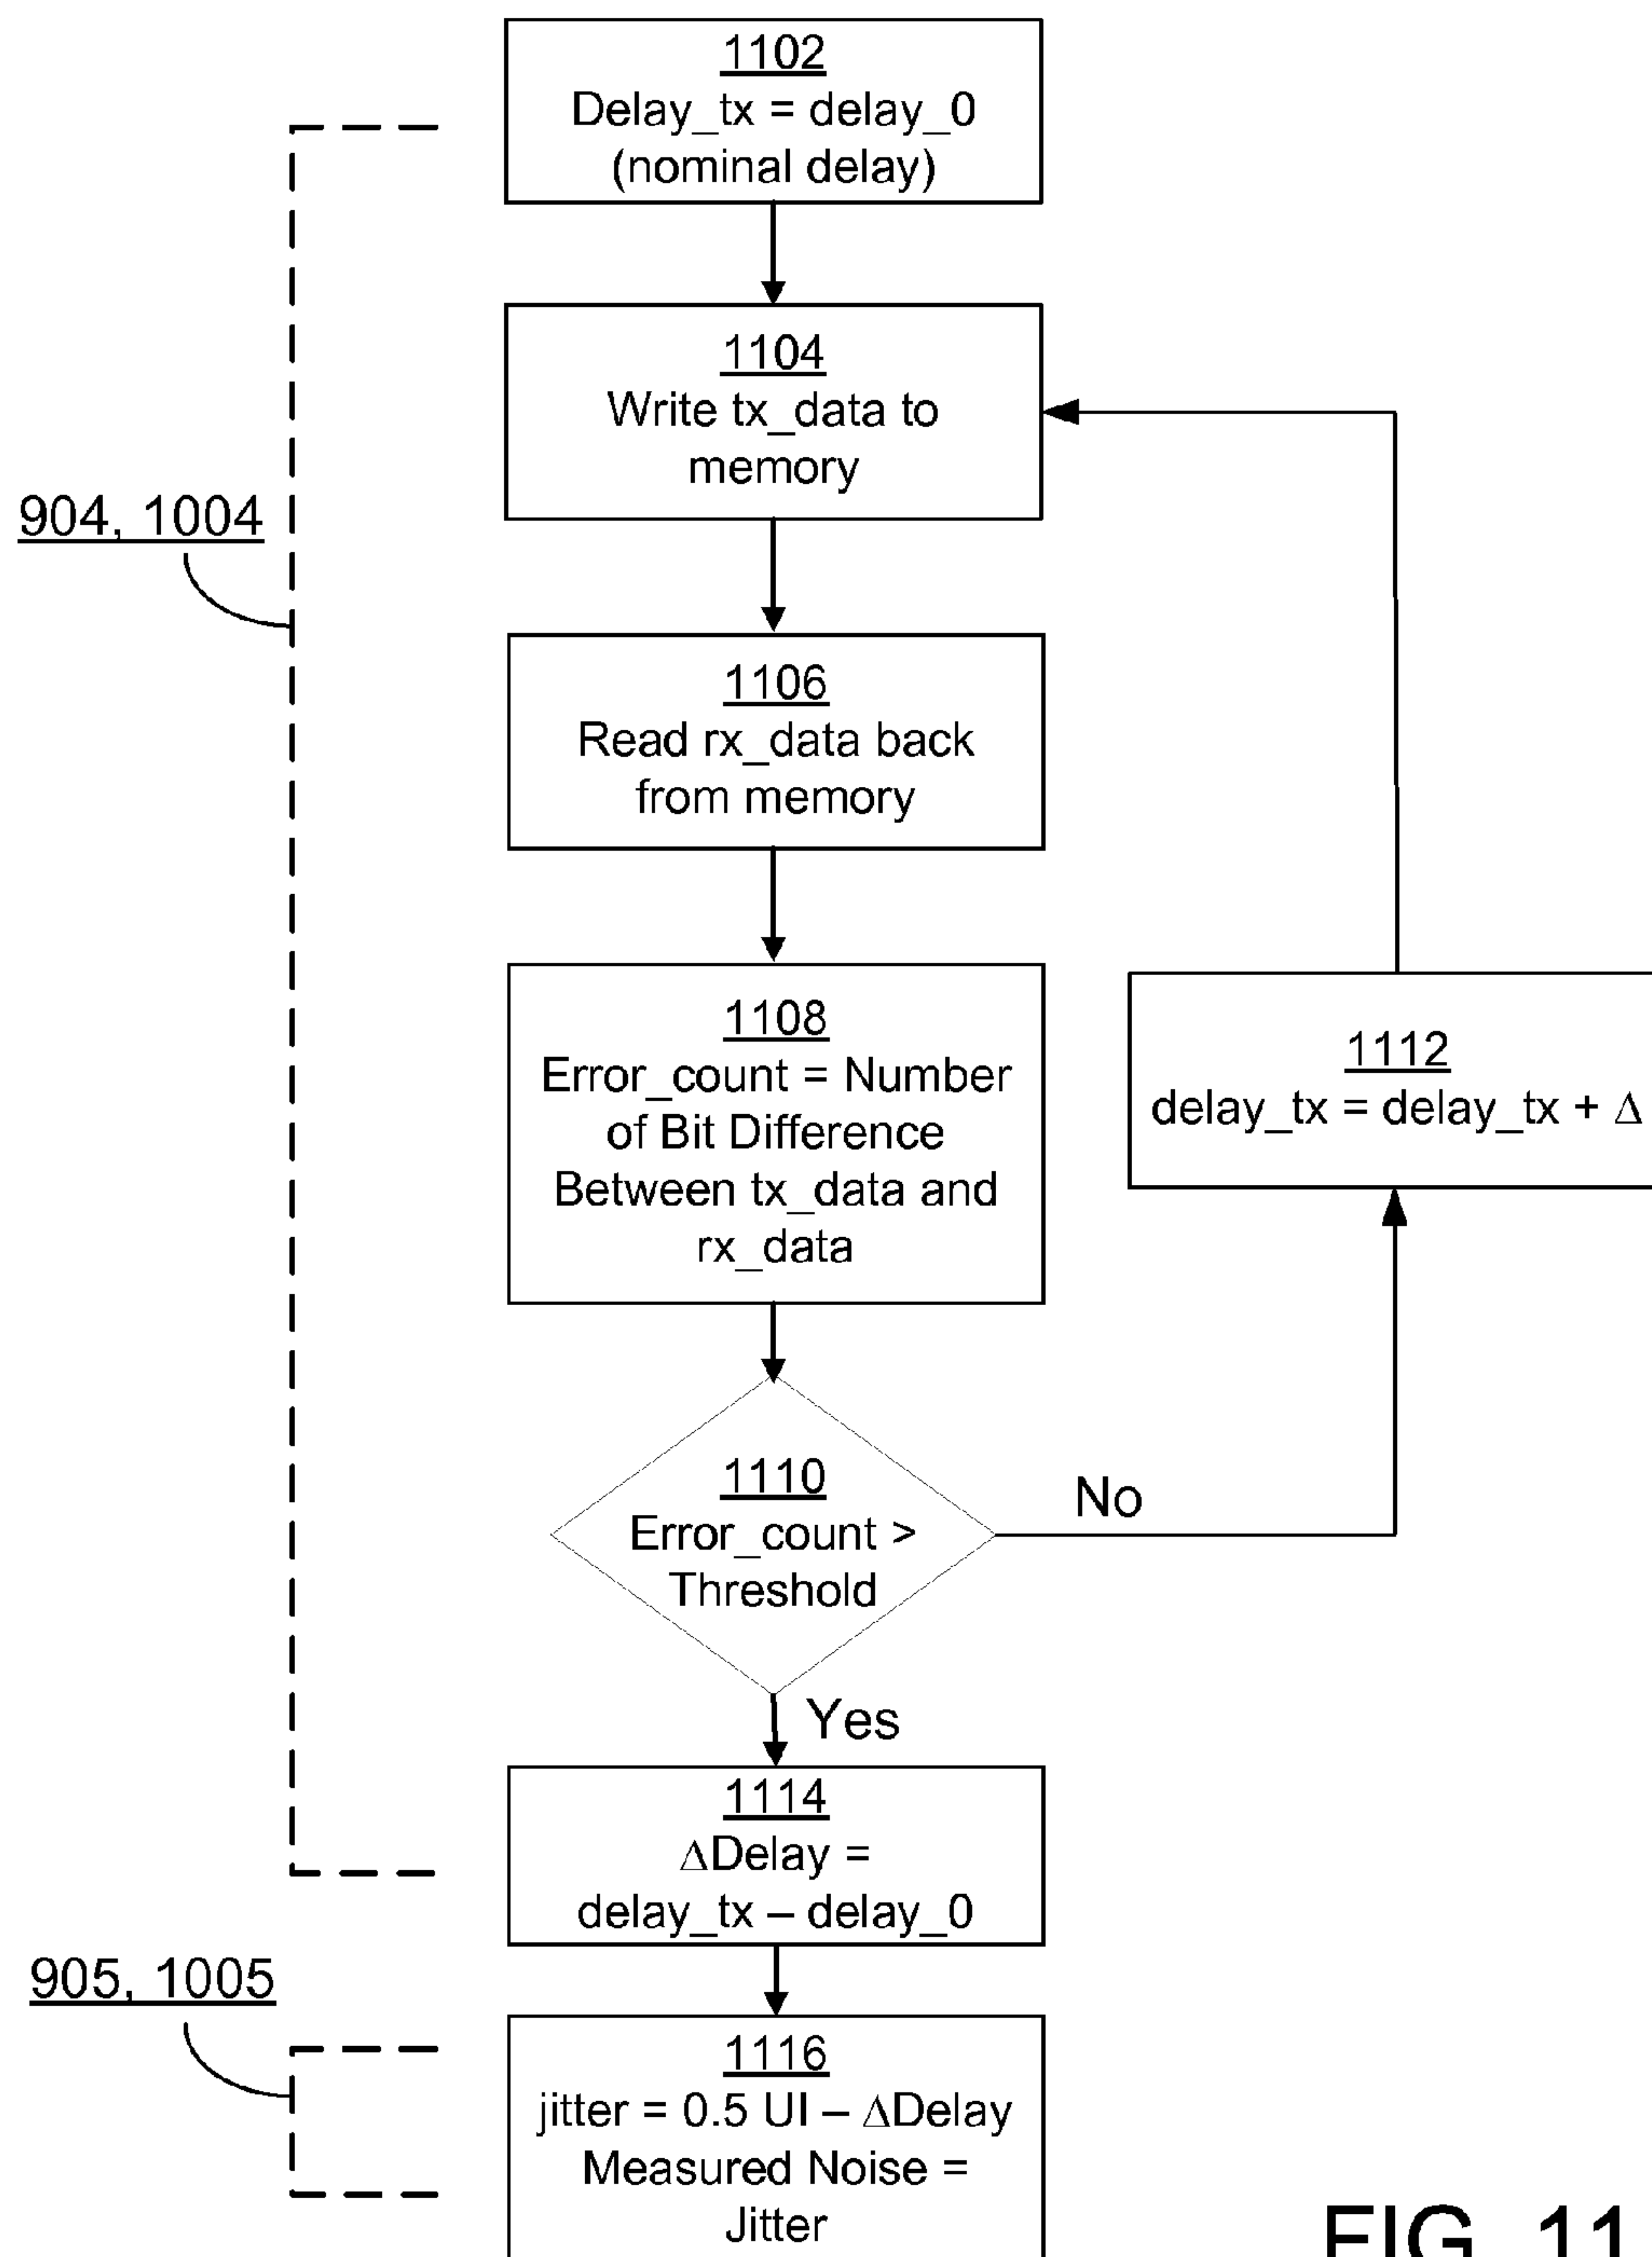 1102
Delay_tx = delay_0
(nominal delay)
1104
Write tx_data to
memory
904, 1004
1106
Read rx_data back
from memory
1108
Error_count = Number
of Bit Difference
Between tx_data and
rx_data
1112
delay_tx = delay_tx + Δ
1110
Error_count >
Threshold
No
Yes
1114
ΔDelay =
delay_tx – delay_0
905, 1005
1116
jitter = 0.5 UI – ΔDelay
Measured Noise =
Jitter
FIG. 11